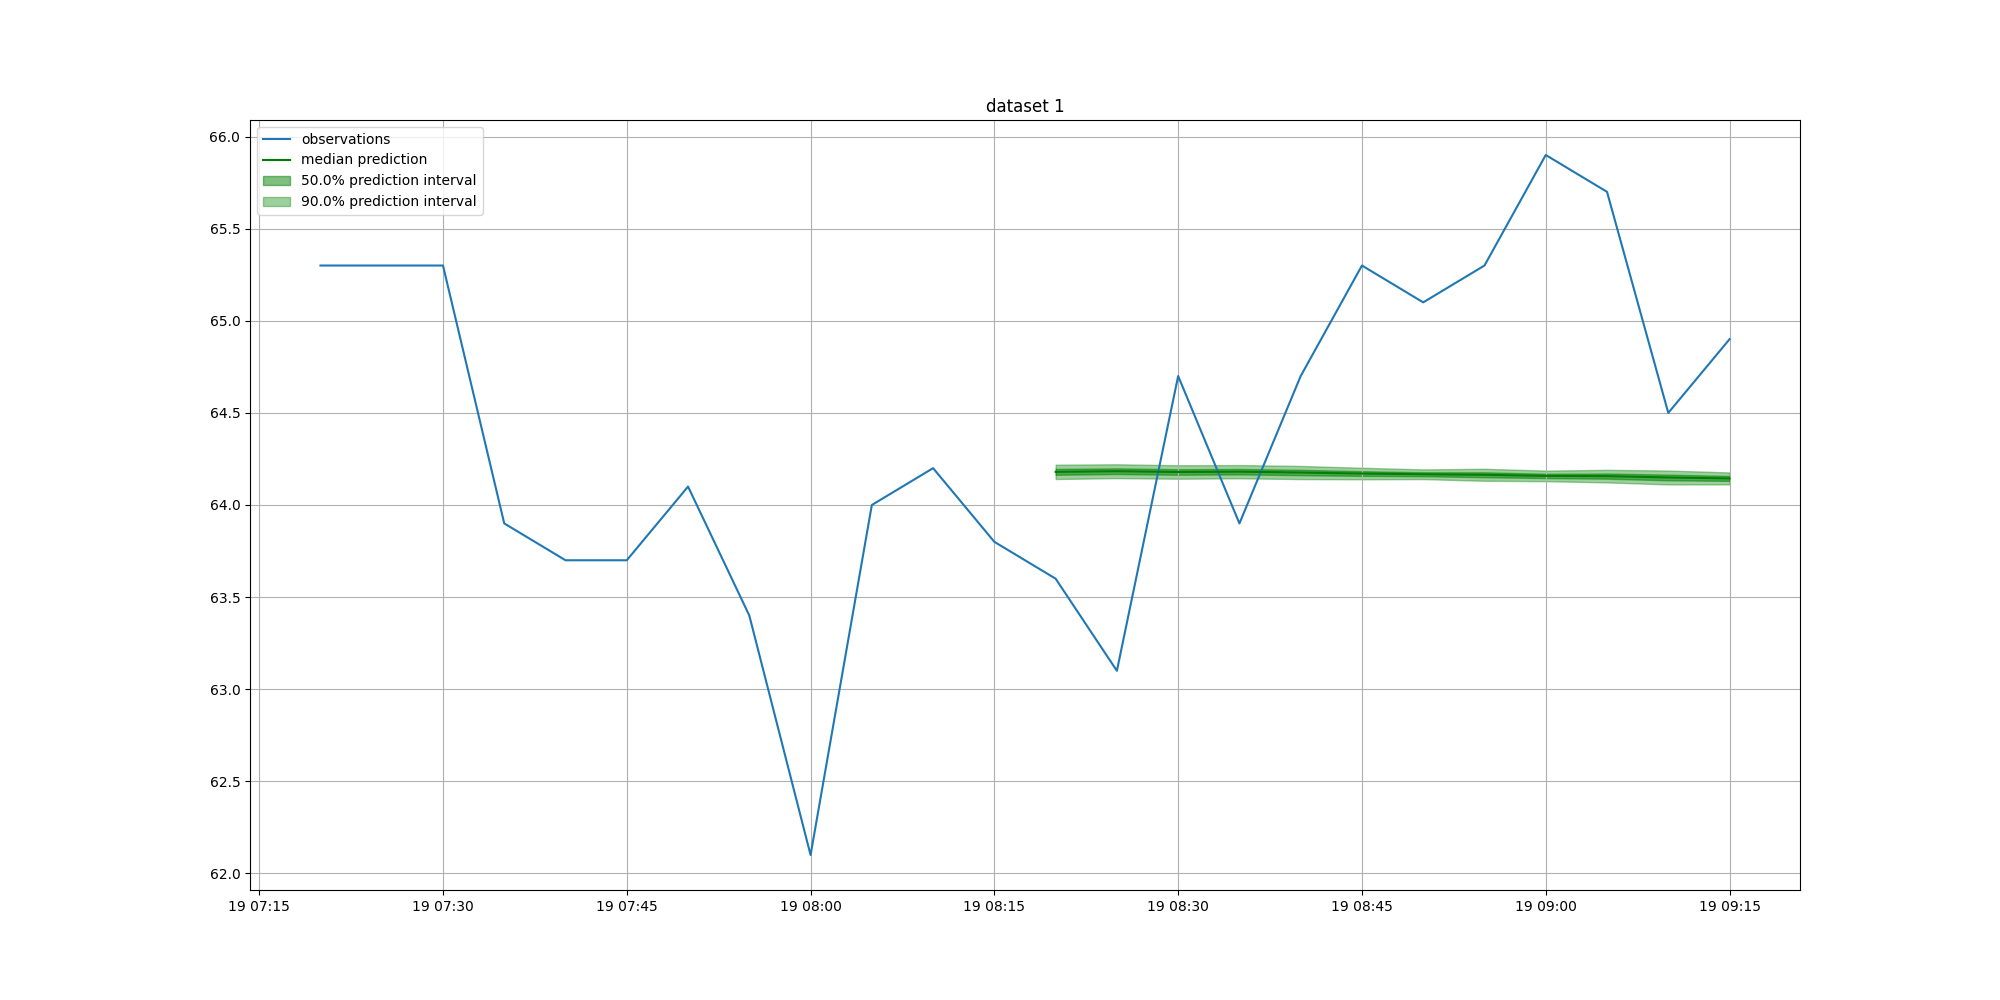 dataset 1
observations
median prediction
50.0% prediction interval
90.0% prediction interval
66.0
65.5
65.0
64.5
64.0
63.5
63.0
62.5
62.0
19 07:15 19 07:30 19 07:45 19 08:00 19 08:15 19 08:30 19 08:45 19 09:00 19 09:15